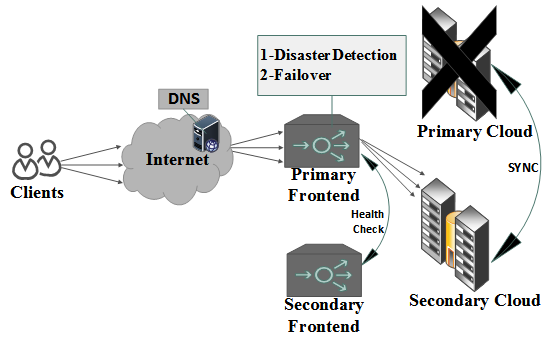 1-Disaster Detection
2-Failover
DNS
Internet
Clients
Primary
Frontend
Health
Check
Secondary
Frontend
Primary Cloud
SYNC
Secondary Cloud